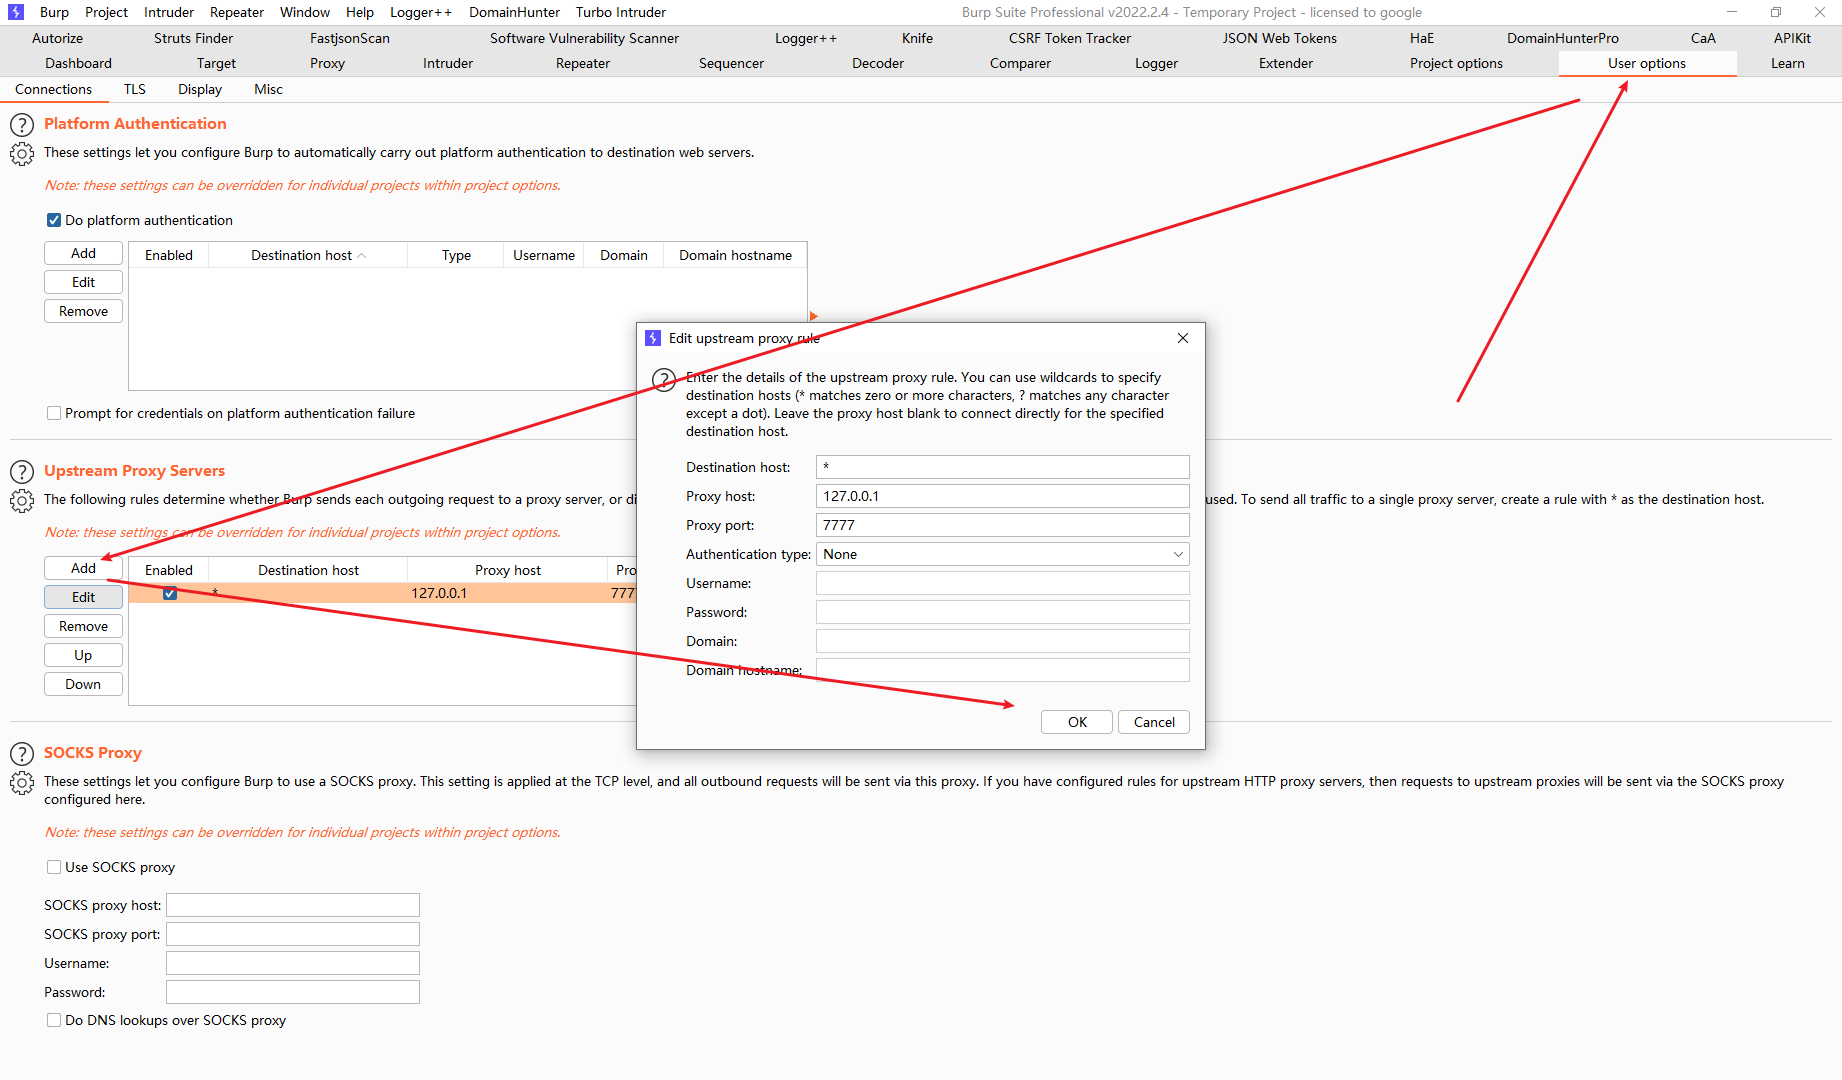 Burp Project Intruder Repeater Window Help Logger++ DomainHunter Turbo Intruder Burp Suite Professional v2022.2.4 - Temporary Project - licensed to google
Autorize Struts Finder FastjsonScan Software Vulnerability Scanner Logger++ Knife CSRF Token Tracker JSON Web Tokens HaE DomainHunterPro CaA APIKit
Dashboard Target Proxy Intruder Repeater Sequencer Decoder Comparer Logger Extender Project options User options Learn
Connections TLS Display Misc
Platform Authentication
These settings let you configure Burp to automatically carry out platform authentication to destination web servers.
Note: these settings can be overridden for individual projects within project options.
Do platform authentication
Add Enabled Destination host Type Username Domain Domain hostname
Edit
Remove
Prompt for credentials on platform authentication failure
Upstream Proxy Servers
The following rules determine whether Burp sends each outgoing request to a proxy server, or di used. To send all traffic to a single proxy server, create a rule with * as the destination host.
Note: these settings can be overridden for individual projects within project options.
Add Enabled Destination host Proxy host Pro
Edit * 127.0.0.1 777
Remove
Up
Down
Edit upstream proxy rule
Enter the details of the upstream proxy rule. You can use wildcards to specify
destination hosts (* matches zero or more characters, ? matches any character
except a dot). Leave the proxy host blank to connect directly for the specified
destination host.
Destination host: *
Proxy host: 127.0.0.1
Proxy port: 7777
Authentication type: None
Username:
Password:
Domain:
Domain hostname:
OK Cancel
SOCKS Proxy
These settings let you configure Burp to use a SOCKS proxy. This setting is applied at the TCP level, and all outbound requests will be sent via this proxy. If you have configured rules for upstream HTTP proxy servers, then requests to upstream proxies will be sent via the SOCKS proxy
configured here.
Note: these settings can be overridden for individual projects within project options.
Use SOCKS proxy
SOCKS proxy host:
SOCKS proxy port:
Username:
Password:
Do DNS lookups over SOCKS proxy